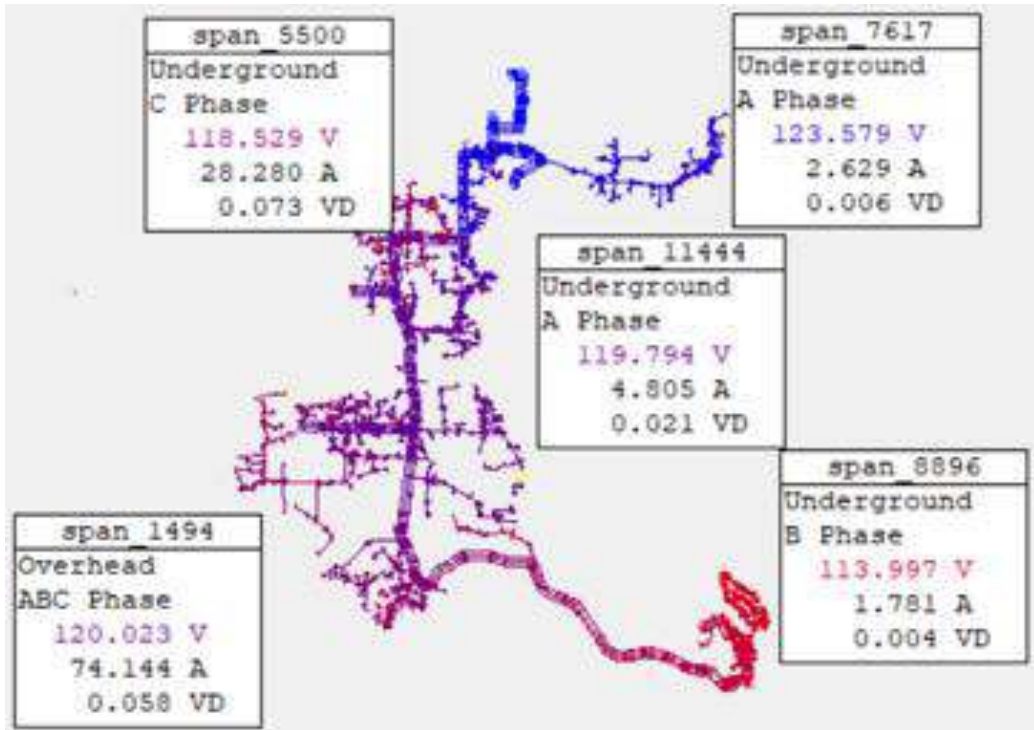 span_5500
Underground
C Phase
118.529 V
28.280 A
0.073 VD
span_7617
Underground
A Phase
123.579 V
2.629 A
0.006 VD
span_11444
Underground
A Phase
119.794 V
4.805 A
0.021 VD
span_8896
Underground
B Phase
113.997 V
1.781 A
0.004 VD
span_1494
Overhead
ABC Phase
120.023 V
74.144 A
0.058 VD